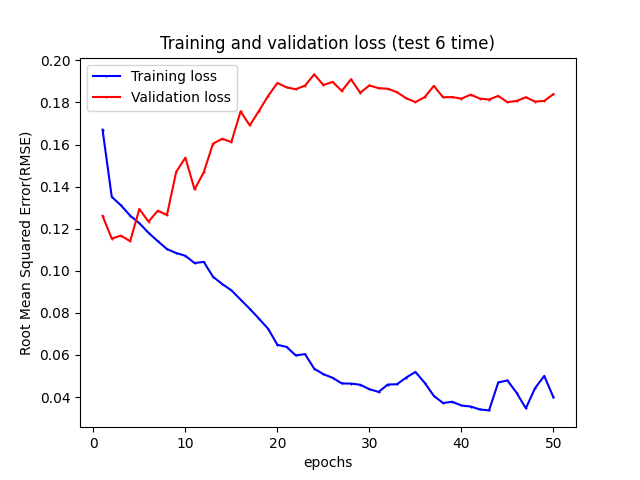 Training and validation loss (test 6 time)
Training loss
Validation loss
Root Mean Squared Error(RMSE)
0.20
0.18
0.16
0.14
0.12
0.10
0.08
0.06
0.04
0 10 20 30 40 50
epochs